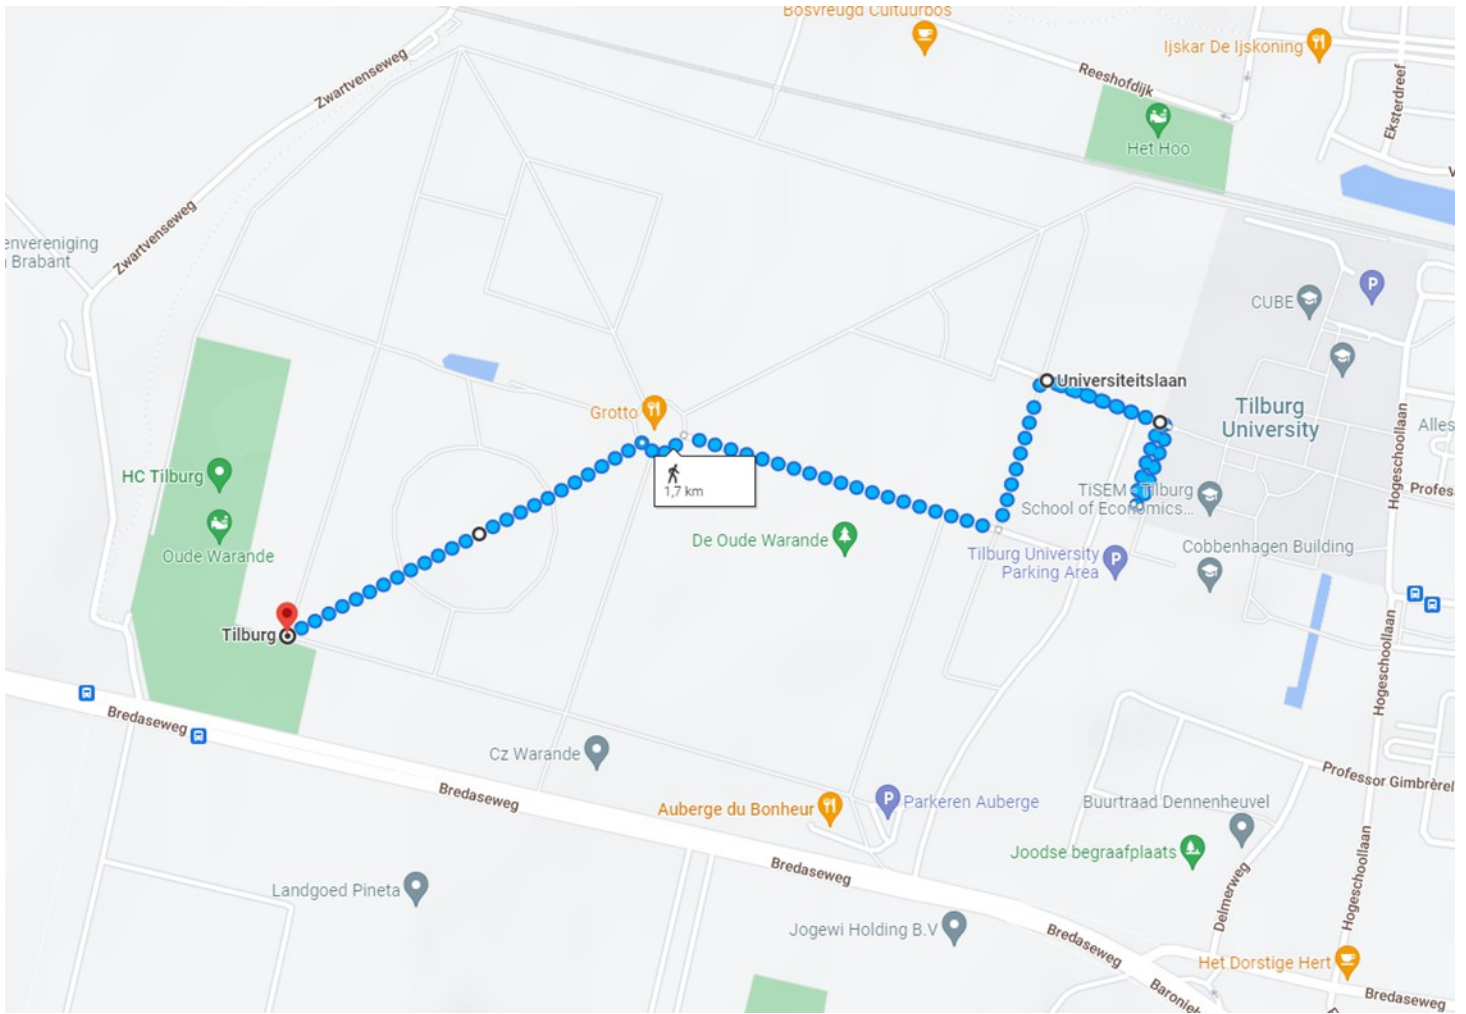 Bosvreugd Cultuurbos
Ijskar De Ijskoning
Zwartvenseweg
Reeshofdijk
Eksterdreef
Het Hoo
V
Zwartvenseweg
envereniging
Brabant
P
CUBE
Universiteitslaan
Grotto
Tilburg
University
Hogeschoollaan
Alles
HC Tilburg
1,7 km
TiSEM - Tilburg
School of Economics...
Profes
Oude Warande
De Oude Warande
Tilburg University
Parking Area
P
Cobbenhagen Building
Tilburg
Hogeschoollaan
Bredaseweg
Cz Warande
Bredaseweg
Professor Gimbrèrel
Auberge du Bonheur
P
Parkeren Auberge
Buurtraad Dennenheuvel
Joodse begraafplaats
Bredaseweg
Hogeschoollaan
Landgoed Pineta
Delmerweg
Jogewi Holding B.V
Bredaseweg
Het Dorstige Hert
Baroniel
Bredaseweg